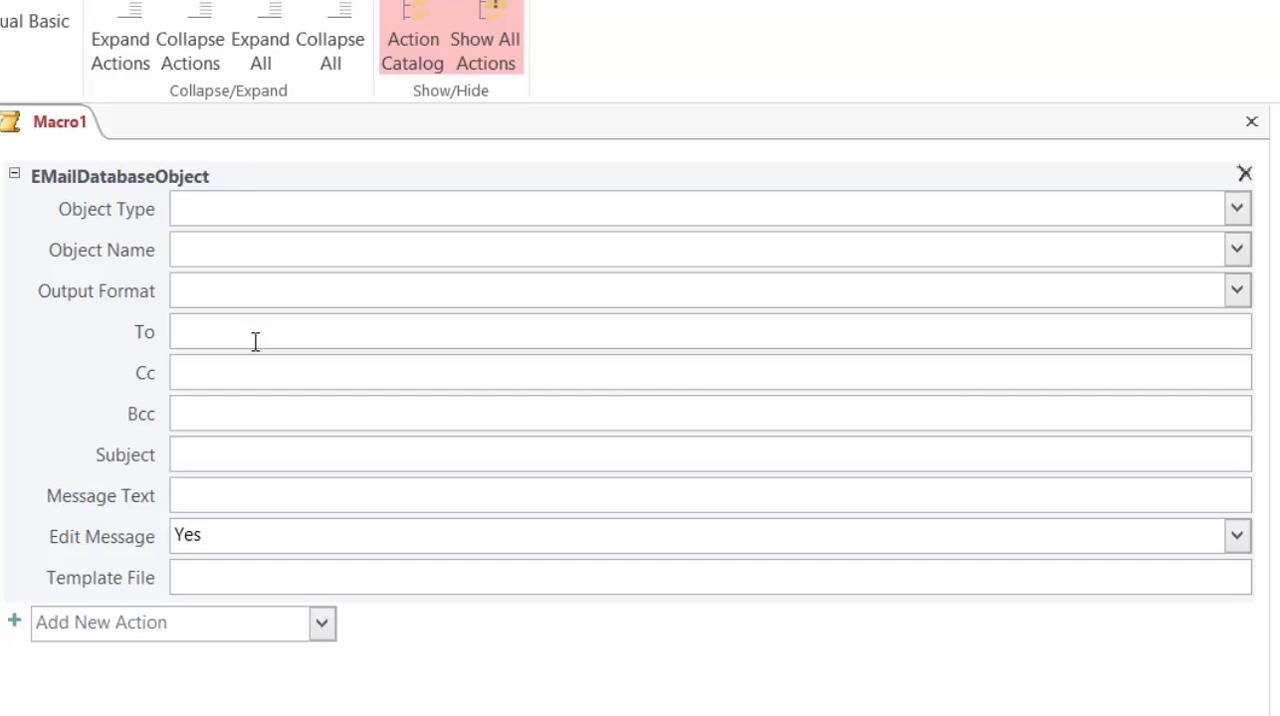 ual Basic
Expand Actions
Collapse Actions
Expand All
Collapse All
Action Catalog
Show All Actions
Collapse/Expand
Show/Hide
Macro1
EMailDatabaseObject
Object Type
Object Name
Output Format
To
Cc
Bcc
Subject
Message Text
Edit Message Yes
Template File
Add New Action